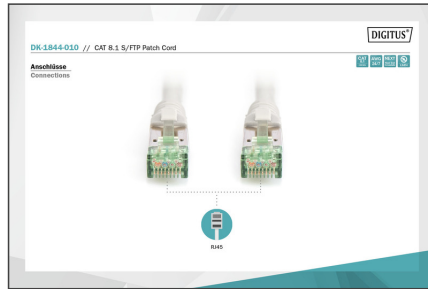 DIGITUS®
DK-1844-010 // CAT 8.1 S/FTP Patch Cord
Anschlüsse
Connections
RJ45